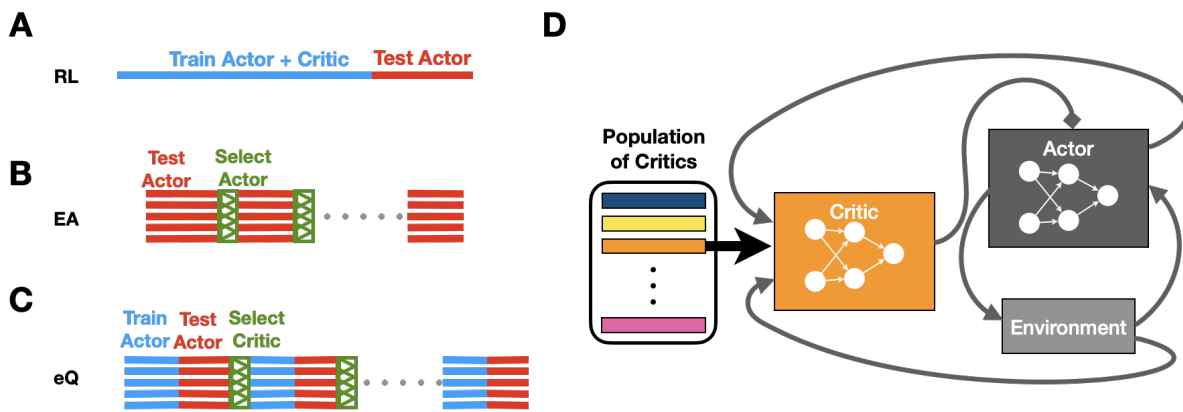 A
RL
Train Actor + Critic
Test Actor
B
EA
Test
Actor
Select
Actor
C
eQ
Train
Actor
Test
Actor
Select
Critic
D
Population
of Critics
Critic
Actor
Environment